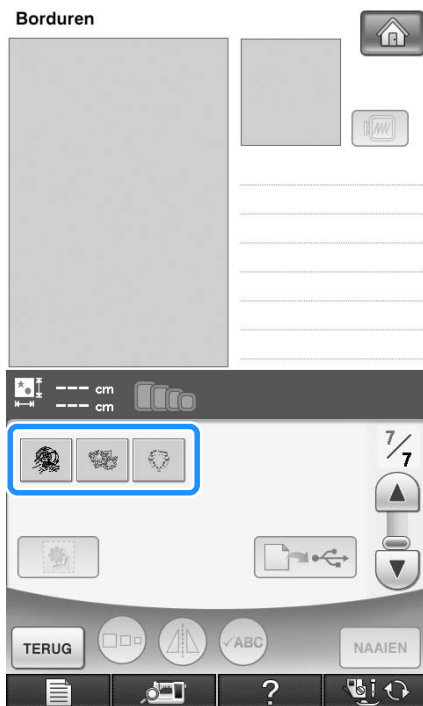 Borduren
--- cm
--- cm
7/7
TERUG
✓ABC
NAAIEN
?